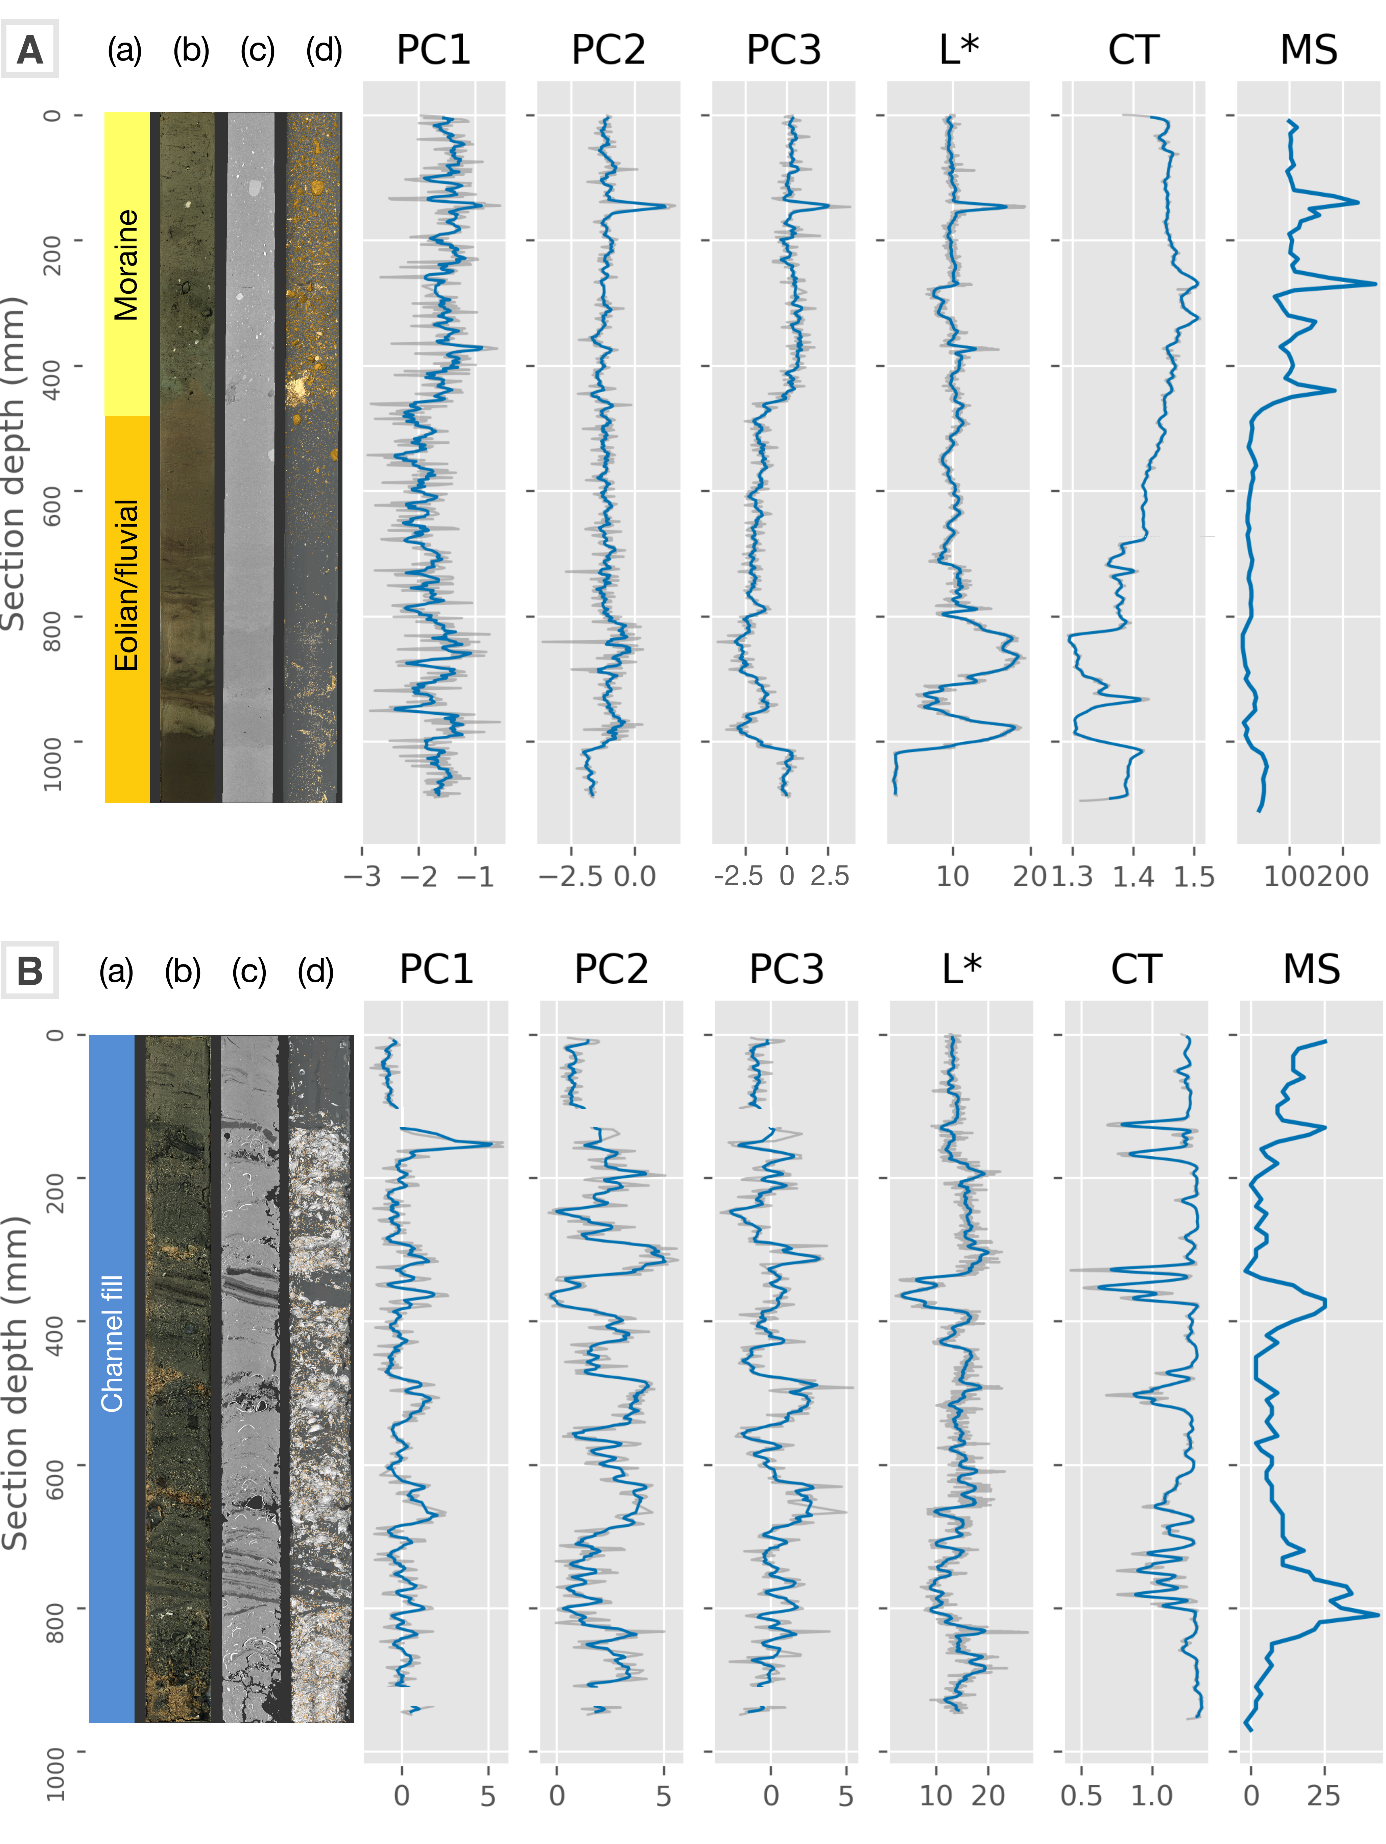 A
(a) (b) (c) (d) PC1 PC2 PC3 L* CT MS
Section depth (mm)
0
200
400
600
800
1000
Moraine
Eolian/fluvial
−3 −2 −1
−2.5 0.0
-2.5 0 2.5
10 20
1.3 1.4 1.5
100 200
B
(a) (b) (c) (d) PC1 PC2 PC3 L* CT MS
Section depth (mm)
0
200
400
600
800
1000
Channel fill
0 5
0 5
0 5
10 20
0.5 1.0
0 25